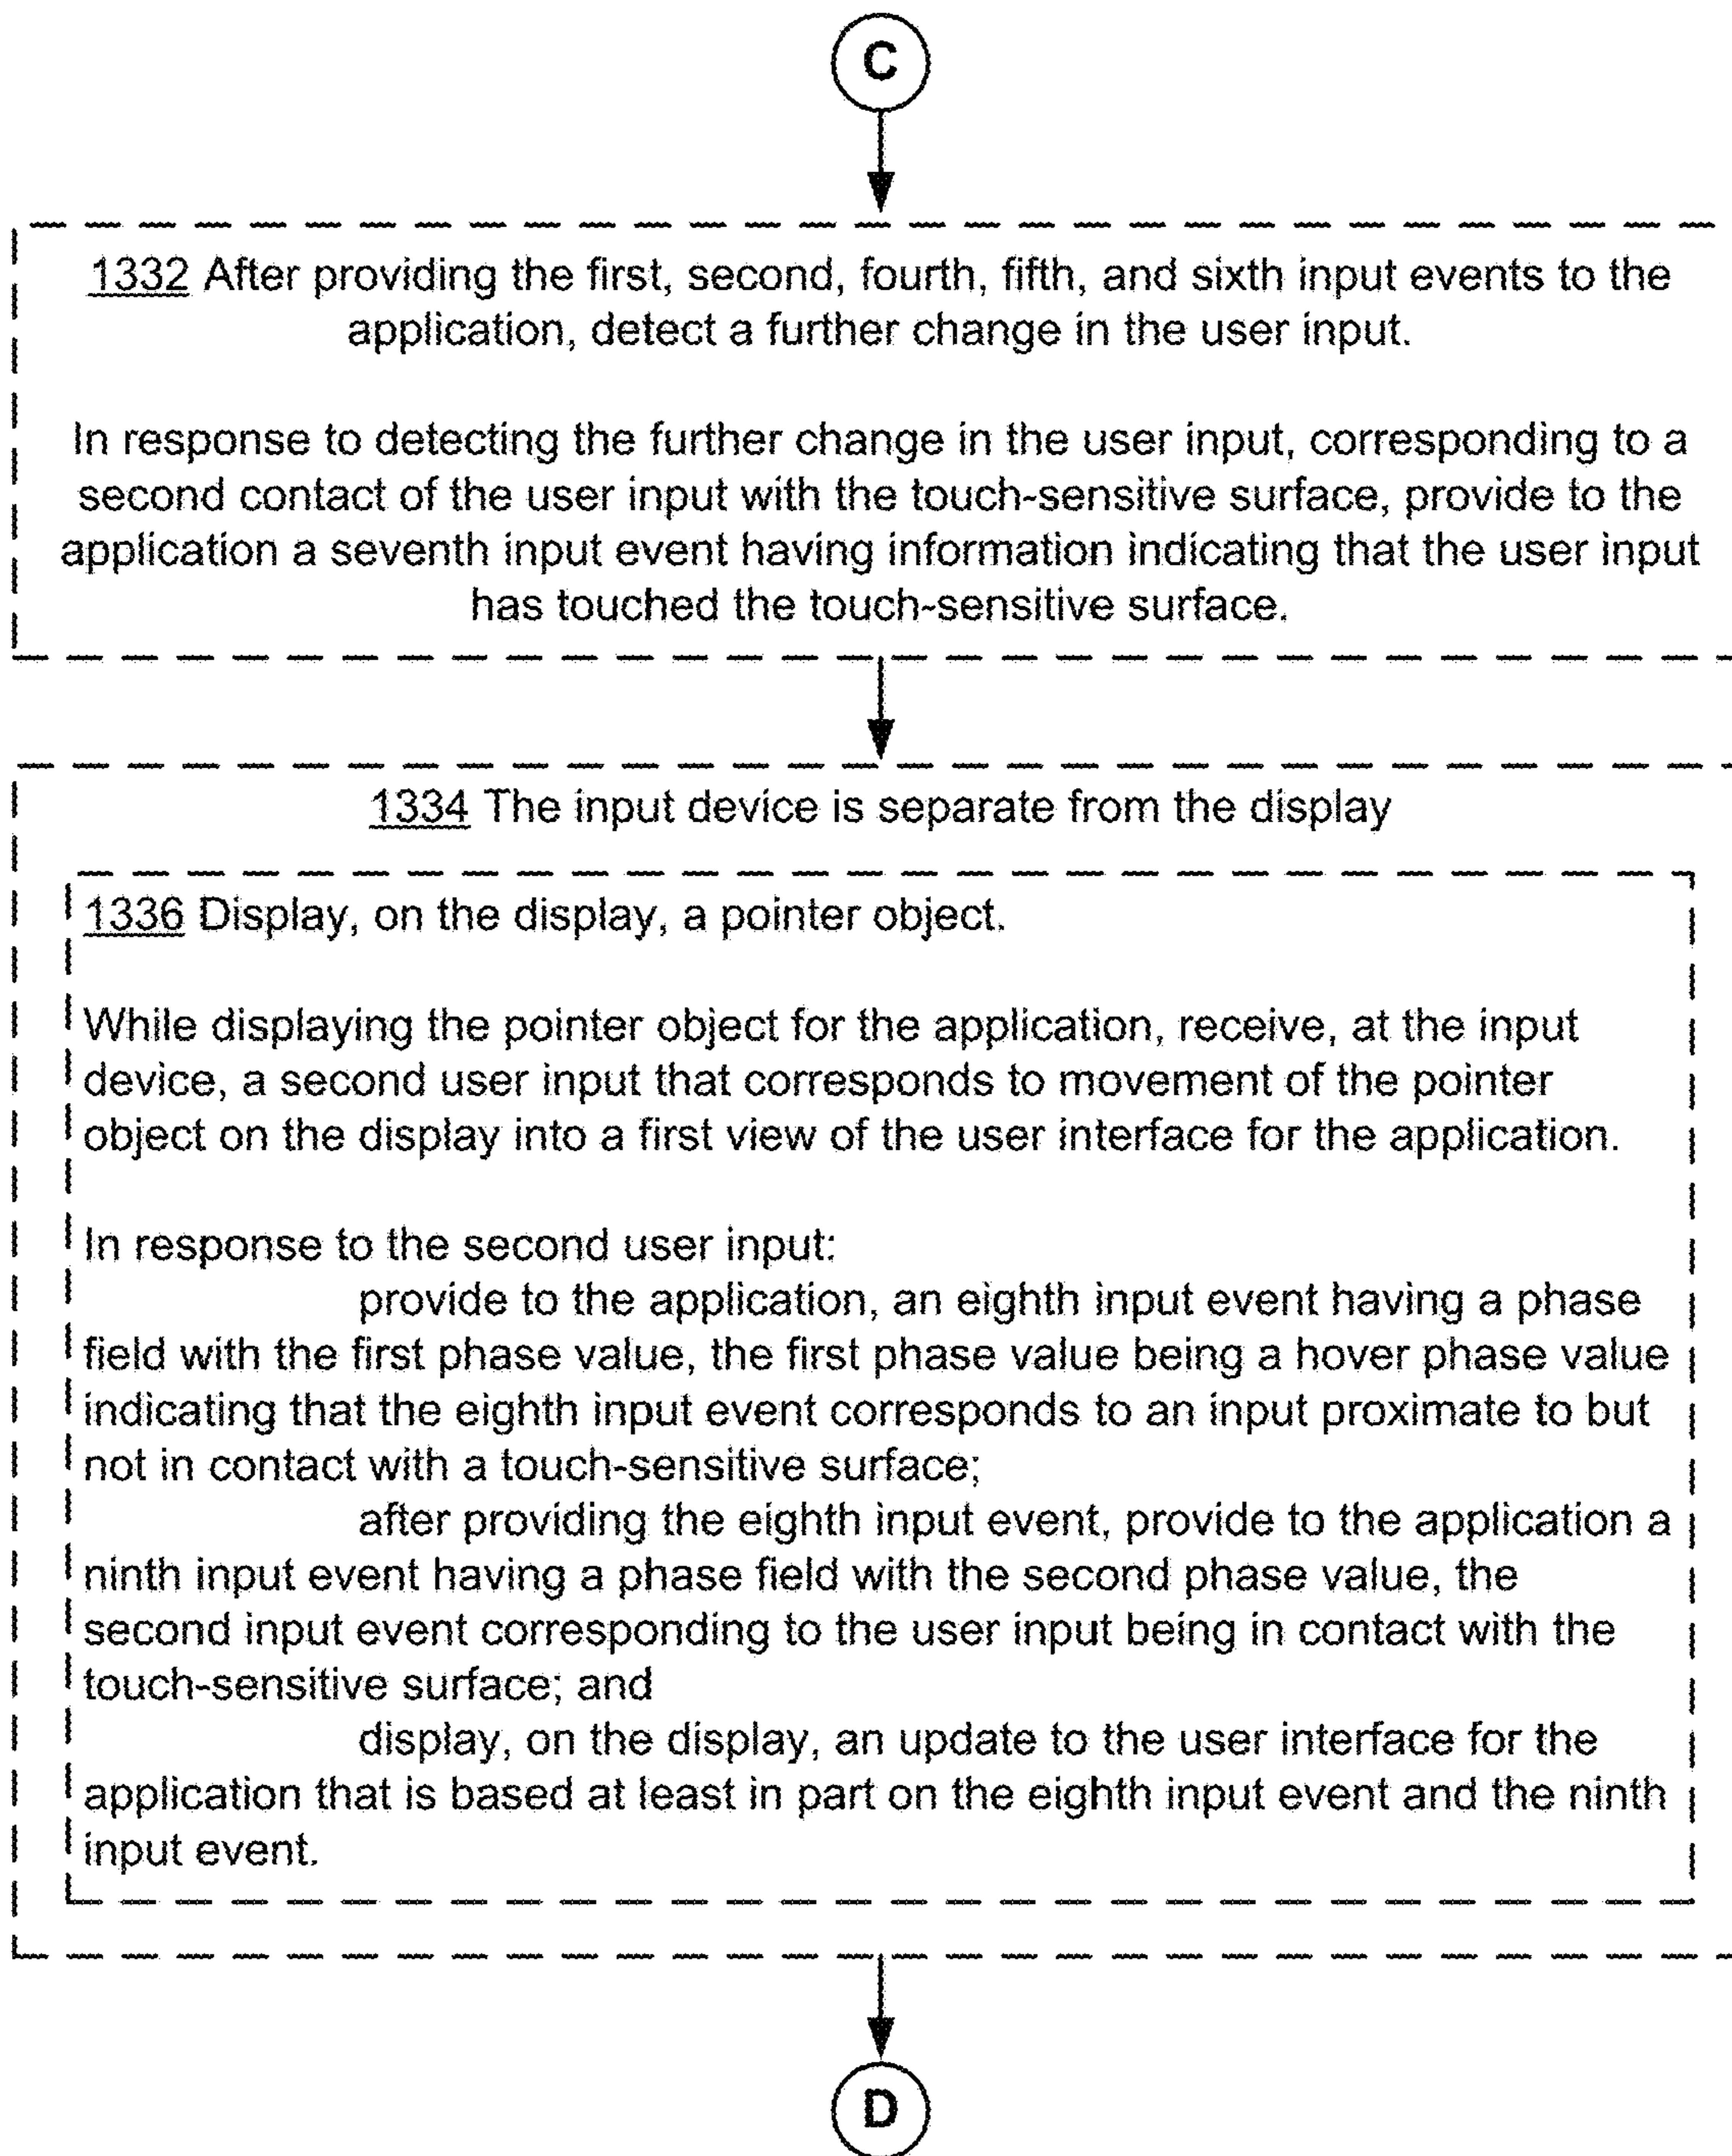 C
1332 After providing the first, second, fourth, fifth, and sixth input events to the
application, detect a further change in the user input.
In response to detecting the further change in the user input, corresponding to a
second contact of the user input with the touch-sensitive surface, provide to the
application a seventh input event having information indicating that the user input
has touched the touch-sensitive surface.
1334 The input device is separate from the display
1336 Display, on the display, a pointer object.
While displaying the pointer object for the application, receive, at the input
device, a second user input that corresponds to movement of the pointer
object on the display into a first view of the user interface for the application.
In response to the second user input:
provide to the application, an eighth input event having a phase
field with the first phase value, the first phase value being a hover phase value
indicating that the eighth input event corresponds to an input proximate to but
not in contact with a touch-sensitive surface;
after providing the eighth input event, provide to the application a
ninth input event having a phase field with the second phase value, the
second input event corresponding to the user input being in contact with the
touch-sensitive surface; and
display, on the display, an update to the user interface for the
application that is based at least in part on the eighth input event and the ninth
input event.
D